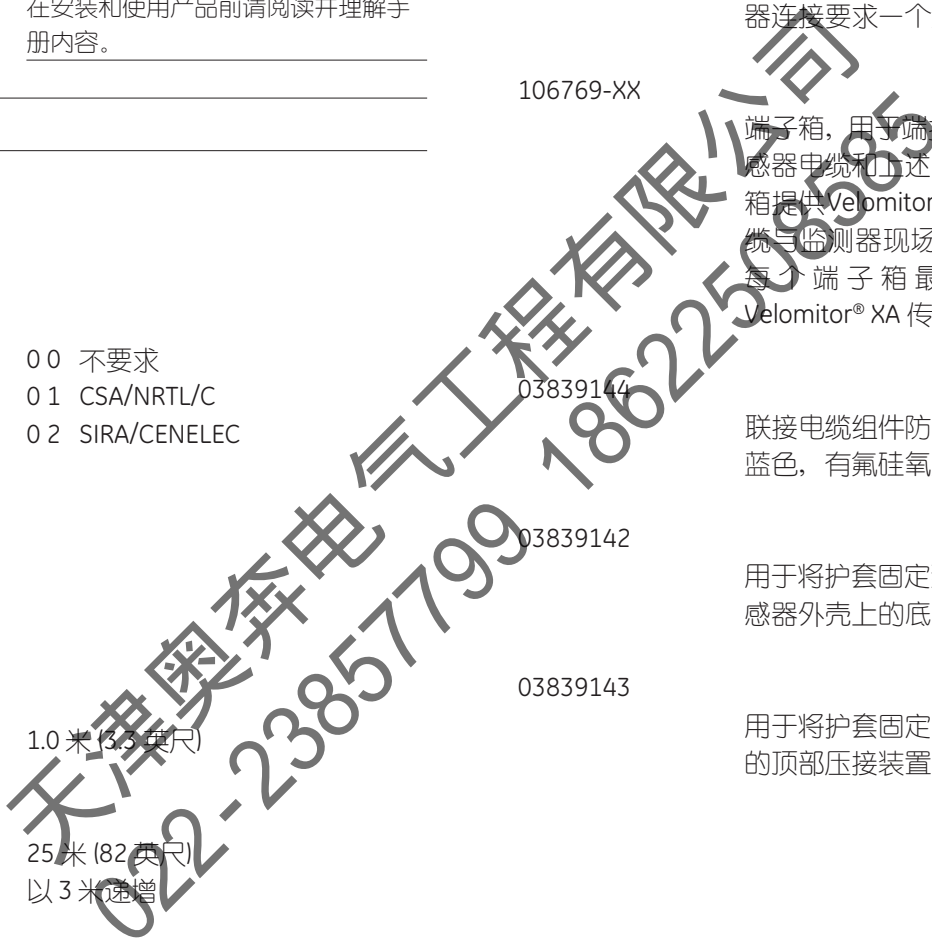 在安装和使用产品前请阅读并理解手
册内容。
0 0 不要求
0 1 CSA/NRTL/C
0 2 SIRA/CENELEC
1.0 米 (3.3 英尺)
25 米 (82 英尺)
以 3 米递增
器连接要求一个
106769-XX
端子箱，用于端
感器电缆和上述
箱提供Velomitor
缆与监测器现场
每个端子箱最
Velomitor® XA 传
03839144
联接电缆组件防
蓝色，有氟硅氧
03839142
用于将护套固定
感器外壳上的底
03839143
用于将护套固定
的顶部压接装置
天津奥奔电气工程有限公司
022-23857799 18622508585